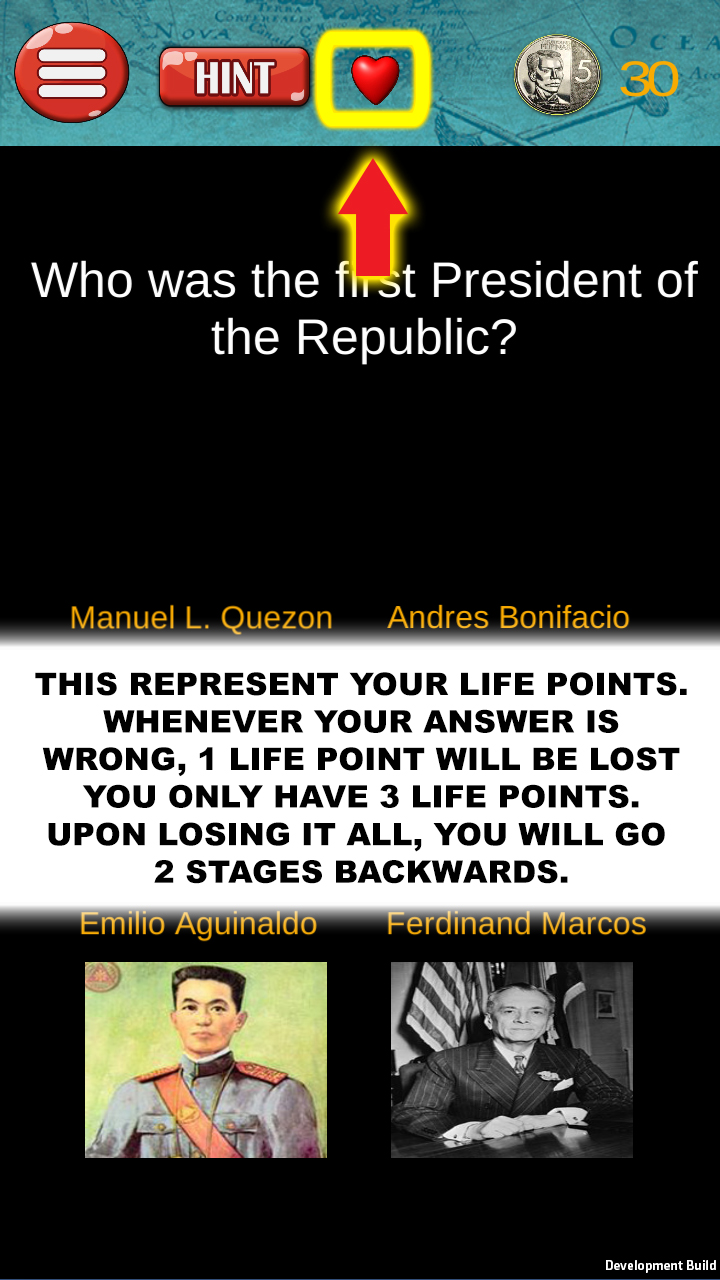 HINT
5
30
Who was the first President of
the Republic?
Manuel L. Quezon
Andres Bonifacio
THIS REPRESENT YOUR LIFE POINTS.
WHENEVER YOUR ANSWER IS
WRONG, 1 LIFE POINT WILL BE LOST
YOU ONLY HAVE 3 LIFE POINTS.
UPON LOSING IT ALL, YOU WILL GO
2 STAGES BACKWARDS.
Emilio Aguinaldo
Ferdinand Marcos
Development Build